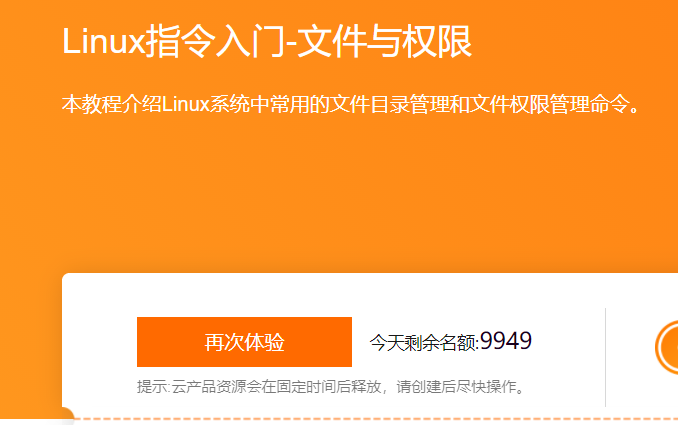 Linux指令入门-文件与权限
本教程介绍Linux系统中常用的文件目录管理和文件权限管理命令。
再次体验
今天剩余名额:9949
提示:云产品资源会在固定时间后释放，请创建后尽快操作。